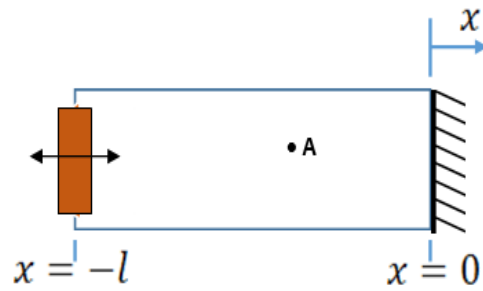 x
A
x = −l
x = 0